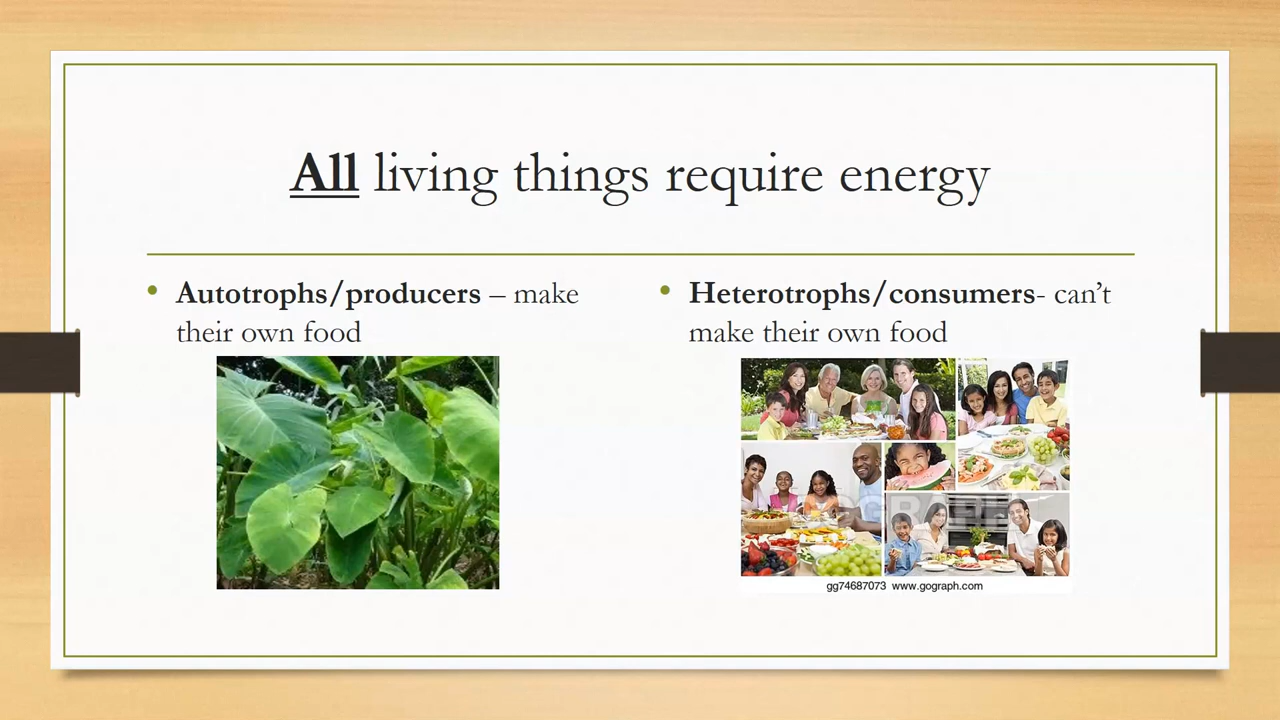 All living things require energy
• Autotrophs/producers – make
their own food
• Heterotrophs/consumers- can’t
make their own food
GOGRAPH
gg74687073 www.gograph.com